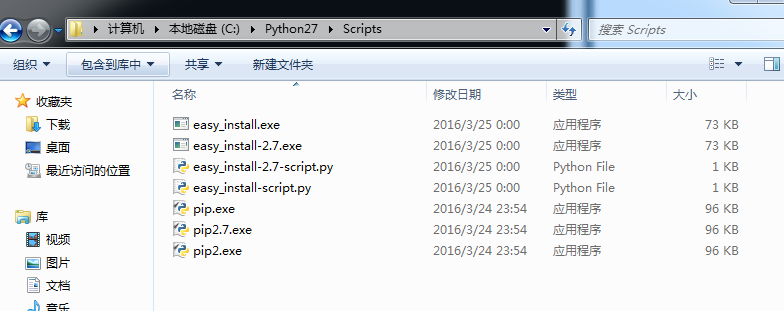 计算机 本地磁盘 (C:) Python27 Scripts 搜索 Scripts
组织 包含到库中 共享 新建文件夹
收藏夹
下载
桌面
最近访问的位置
库
视频
图片
文档
音乐
名称 修改日期 类型 大小
easy_install.exe 2016/3/25 0:00 应用程序 73 KB
easy_install-2.7.exe 2016/3/25 0:00 应用程序 73 KB
easy_install-2.7-script.py 2016/3/25 0:00 Python File 1 KB
easy_install-script.py 2016/3/25 0:00 Python File 1 KB
pip.exe 2016/3/24 23:54 应用程序 96 KB
pip2.7.exe 2016/3/24 23:54 应用程序 96 KB
pip2.exe 2016/3/24 23:54 应用程序 96 KB